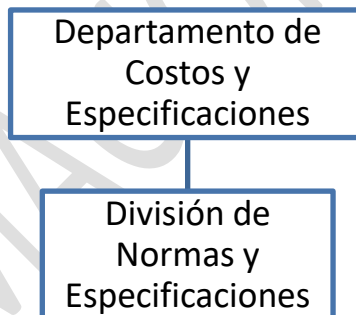 Departamento de
Costos y
Especificaciones
División de
Normas y
Especificaciones